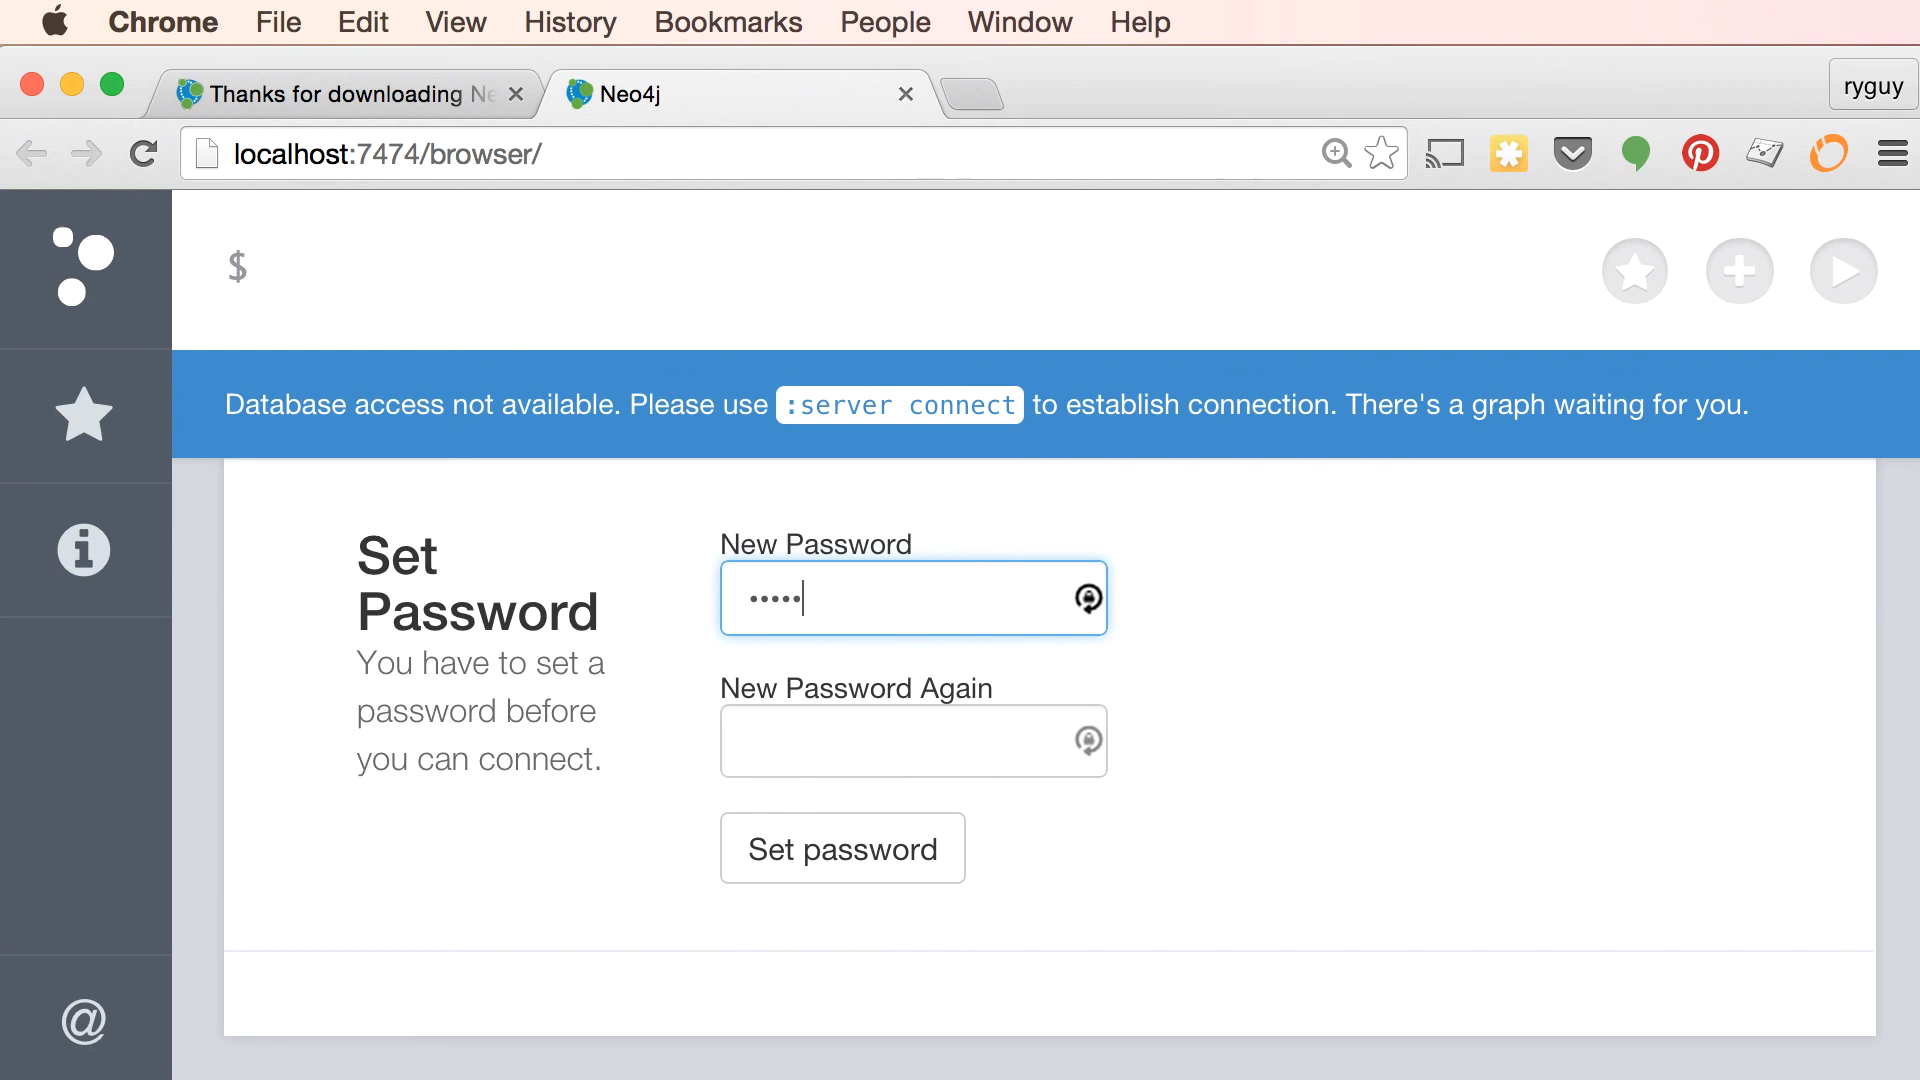 Chrome File Edit View History Bookmarks People Window Help
Thanks for downloading Ne
Neo4j
ryguy
localhost:7474/browser/
$
Database access not available. Please use :server connect to establish connection. There's a graph waiting for you.
Set
Password
You have to set a
password before
you can connect.
New Password
•••••
New Password Again
Set password
@